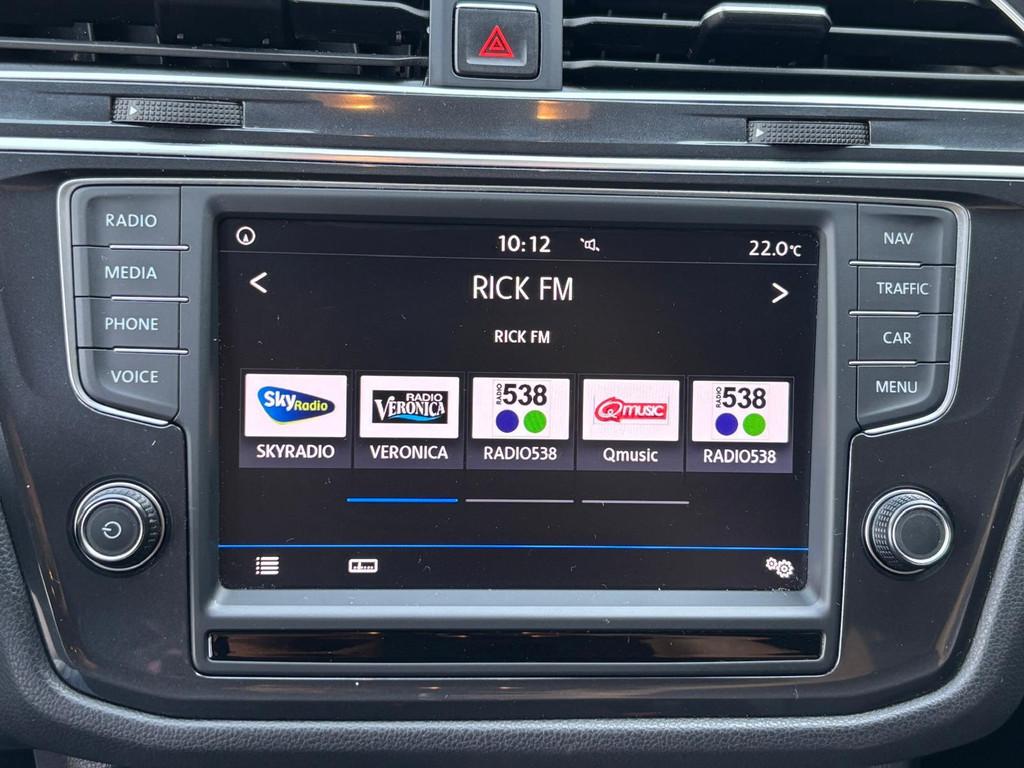 RADIO
MEDIA
PHONE
VOICE
10:12
22.0°C
<
RICK FM
>
RICK FM
Sky Radio
RADIO VERONICA
RADIO 538
Qmusic
RADIO 538
SKYRADIO
VERONICA
RADIO538
Qmusic
RADIO538
NAV
TRAFFIC
CAR
MENU